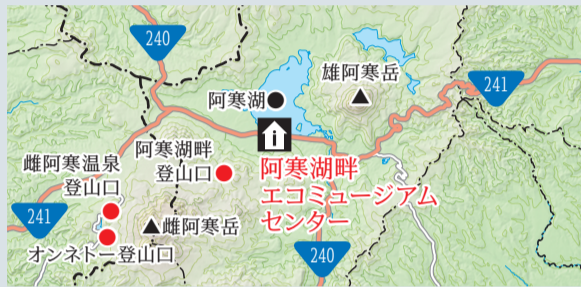 240
雄阿寒岳
241
阿寒湖
雌阿寒温泉
登山口
阿寒湖畔
登山口
阿寒湖畔
エコミュージアム
センター
241
雌阿寒岳
オンネトー登山口
240